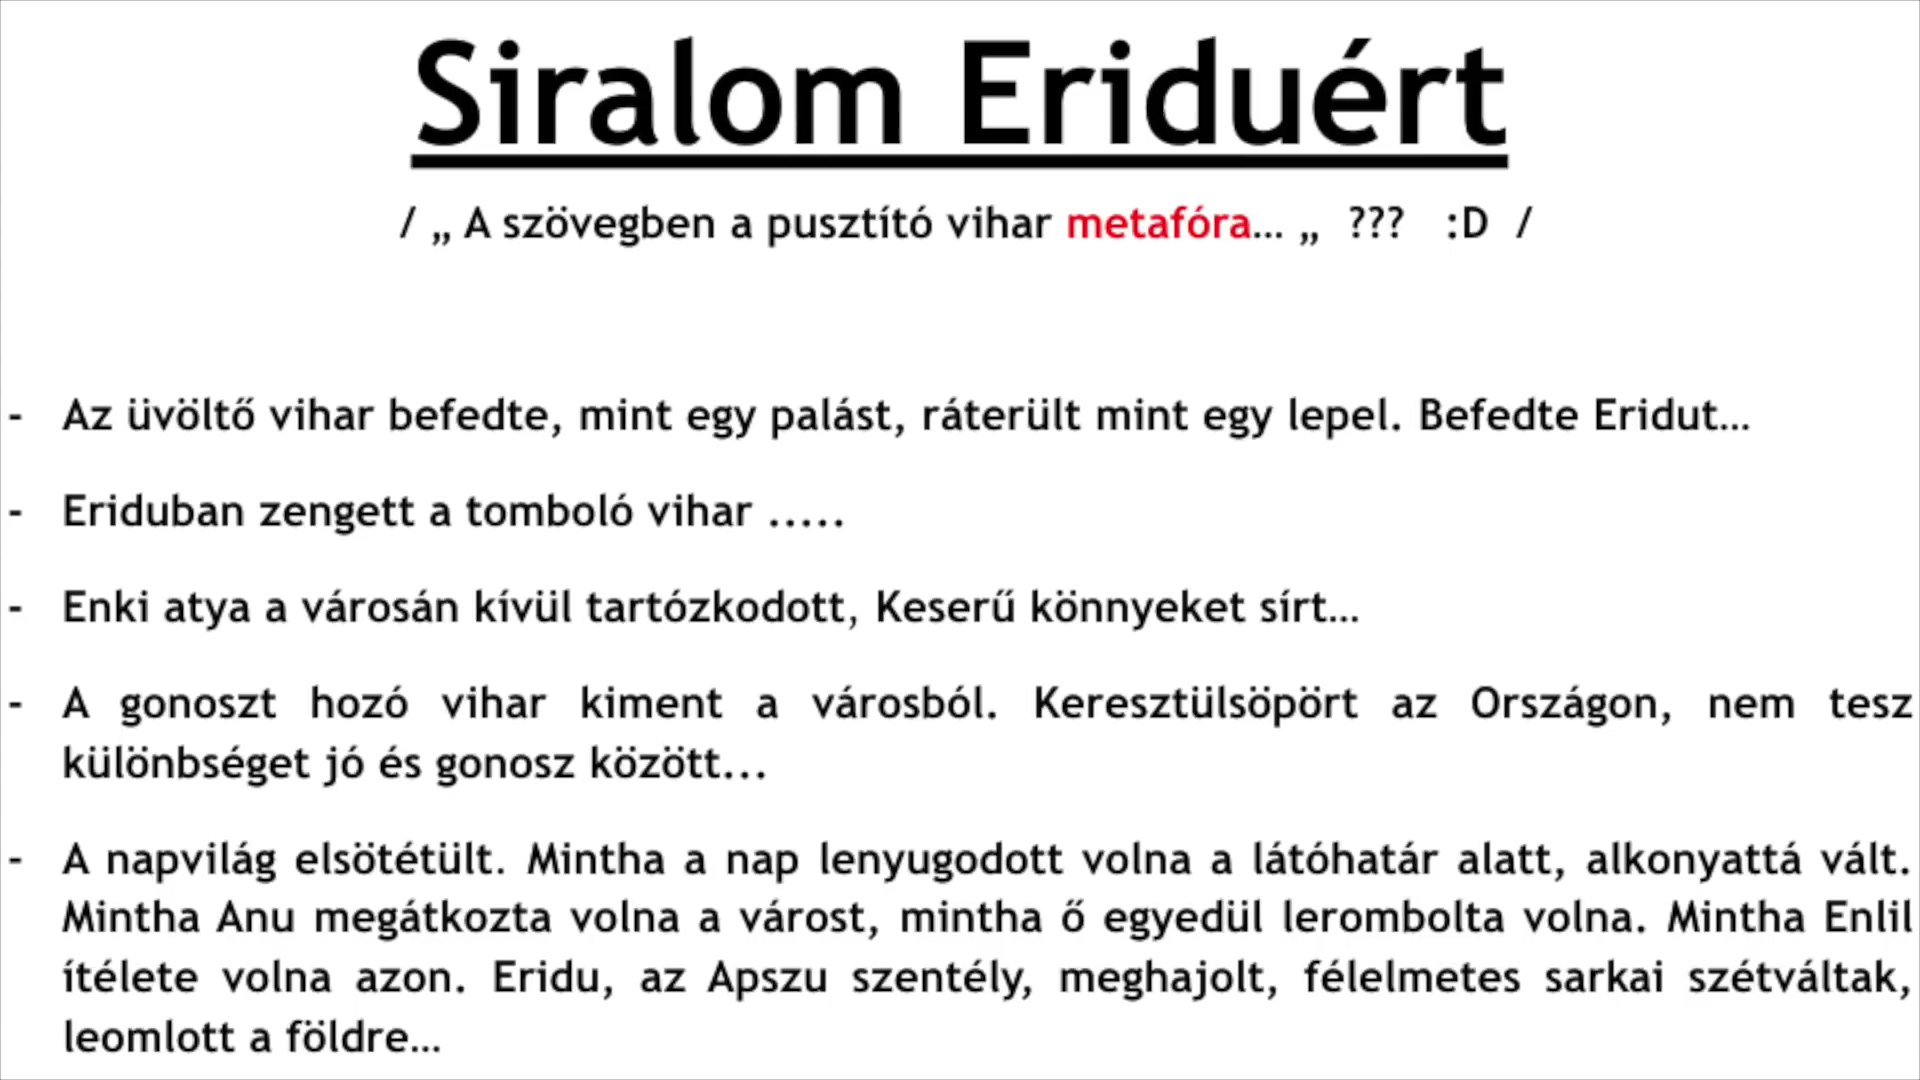 Siralom Eriduért
/ „ A szövegben a pusztító vihar metafóra… „ ??? :D /
- Az üvöltő vihar befedte, mint egy palást, ráterült mint egy lepel. Befedte Eridut…
- Eriduban zengett a tomboló vihar .....
- Enki atya a városán kívül tartózkodott, Keserű könnyeket sírt…
- A gonoszt hozó vihar kiment a városból. Keresztülsöpört az Országon, nem tesz
különbséget jó és gonosz között...
- A napvilág elsötétült. Mintha a nap lenyugodott volna a látóhatár alatt, alkonyattá vált.
Mintha Anu megátkozta volna a várost, mintha ő egyedül lerombolta volna. Mintha Enlil
ítélete volna azon. Eridu, az Apszu szentély, meghajolt, félelmetes sarkai szétváltak,
leomlott a földre…